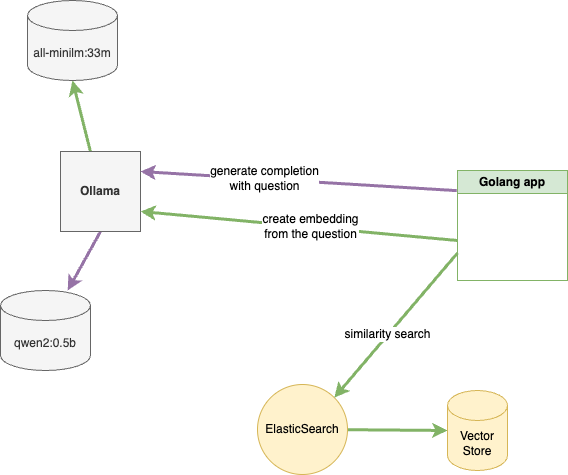 all-minilm:33m
Ollama
generate completion
with question
Golang app
create embedding
from the question
similarity search
qwen2:0.5b
ElasticSearch
Vector
Store